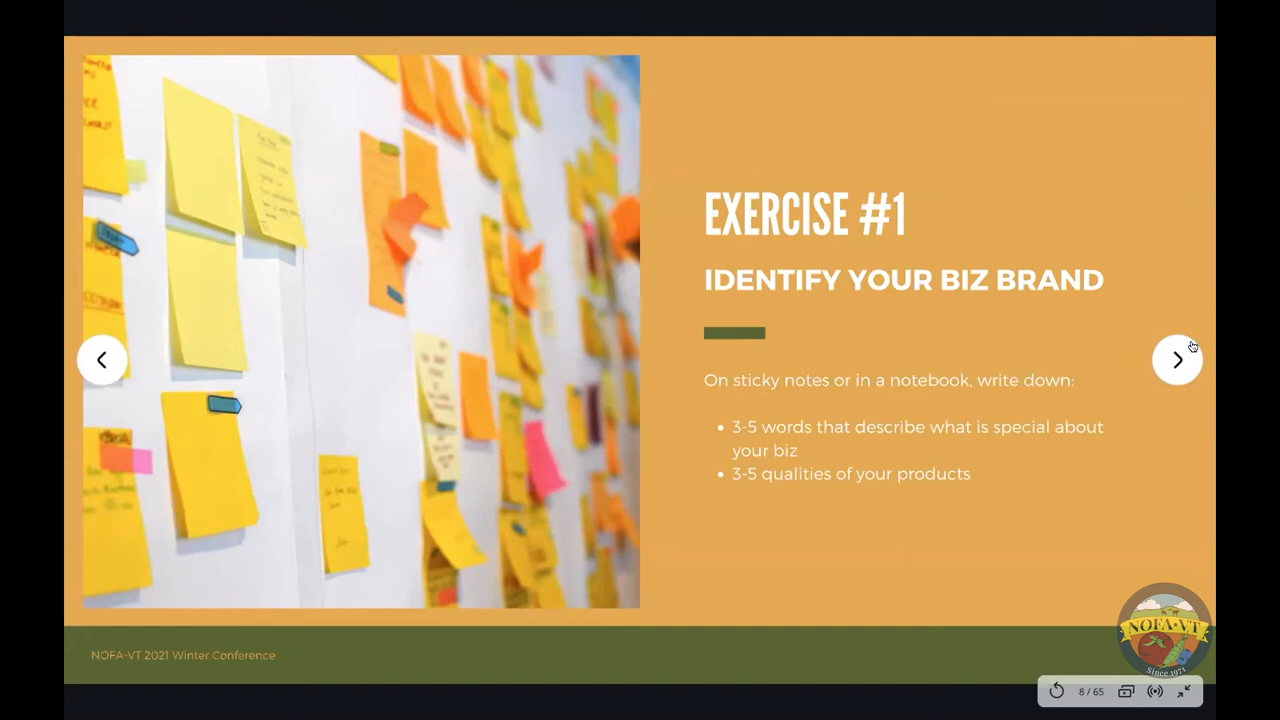 EXERCISE #1
IDENTIFY YOUR BIZ BRAND
On sticky notes or in a notebook, write down:
• 3-5 words that describe what is special about
your biz
• 3-5 qualities of your products
NOFA-VT 2021 Winter Conference
NOFA•VT
Since 1971
8 / 65